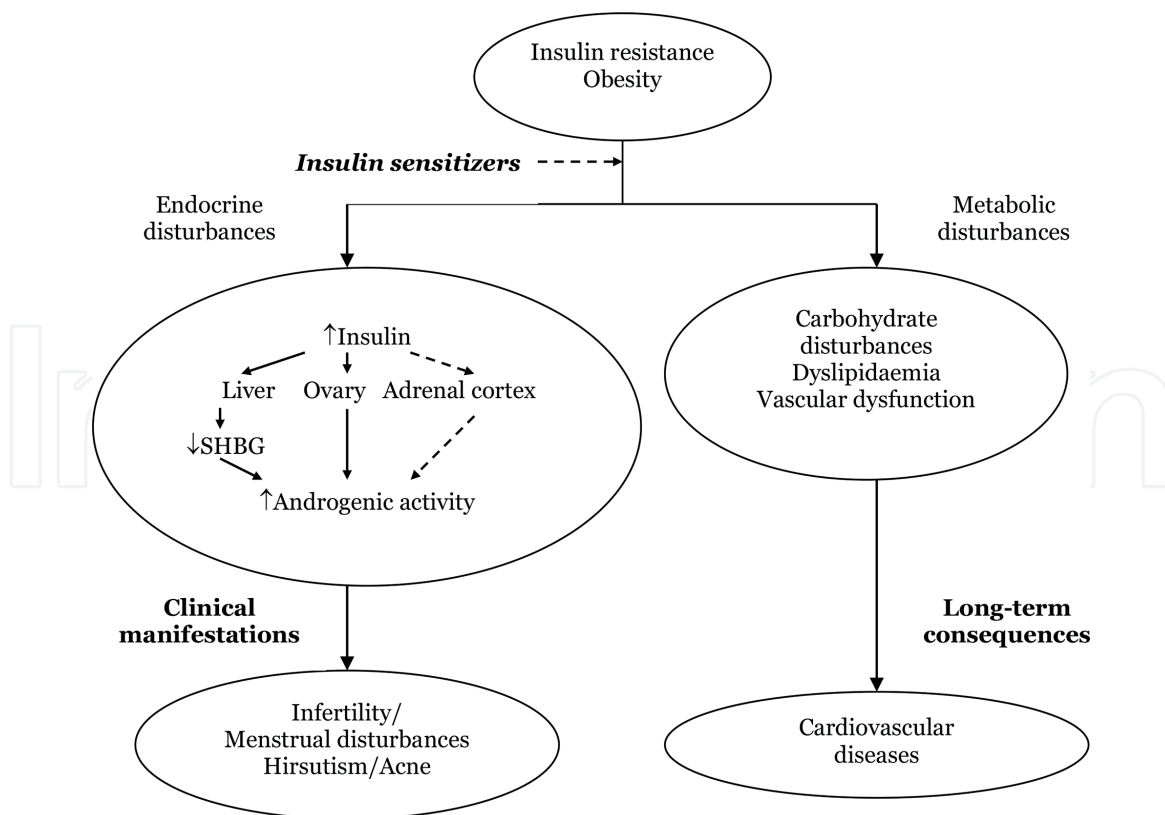 Insulin resistance
Obesity
Insulin sensitizers
Endocrine
disturbances
Metabolic
disturbances
↑Insulin
Liver Ovary Adrenal cortex
↓SHBG
↑Androgenic activity
Carbohydrate
disturbances
Dyslipidaemia
Vascular dysfunction
Clinical
manifestations
Long-term
consequences
Infertility/
Menstrual disturbances
Hirsutism/Acne
Cardiovascular
diseases